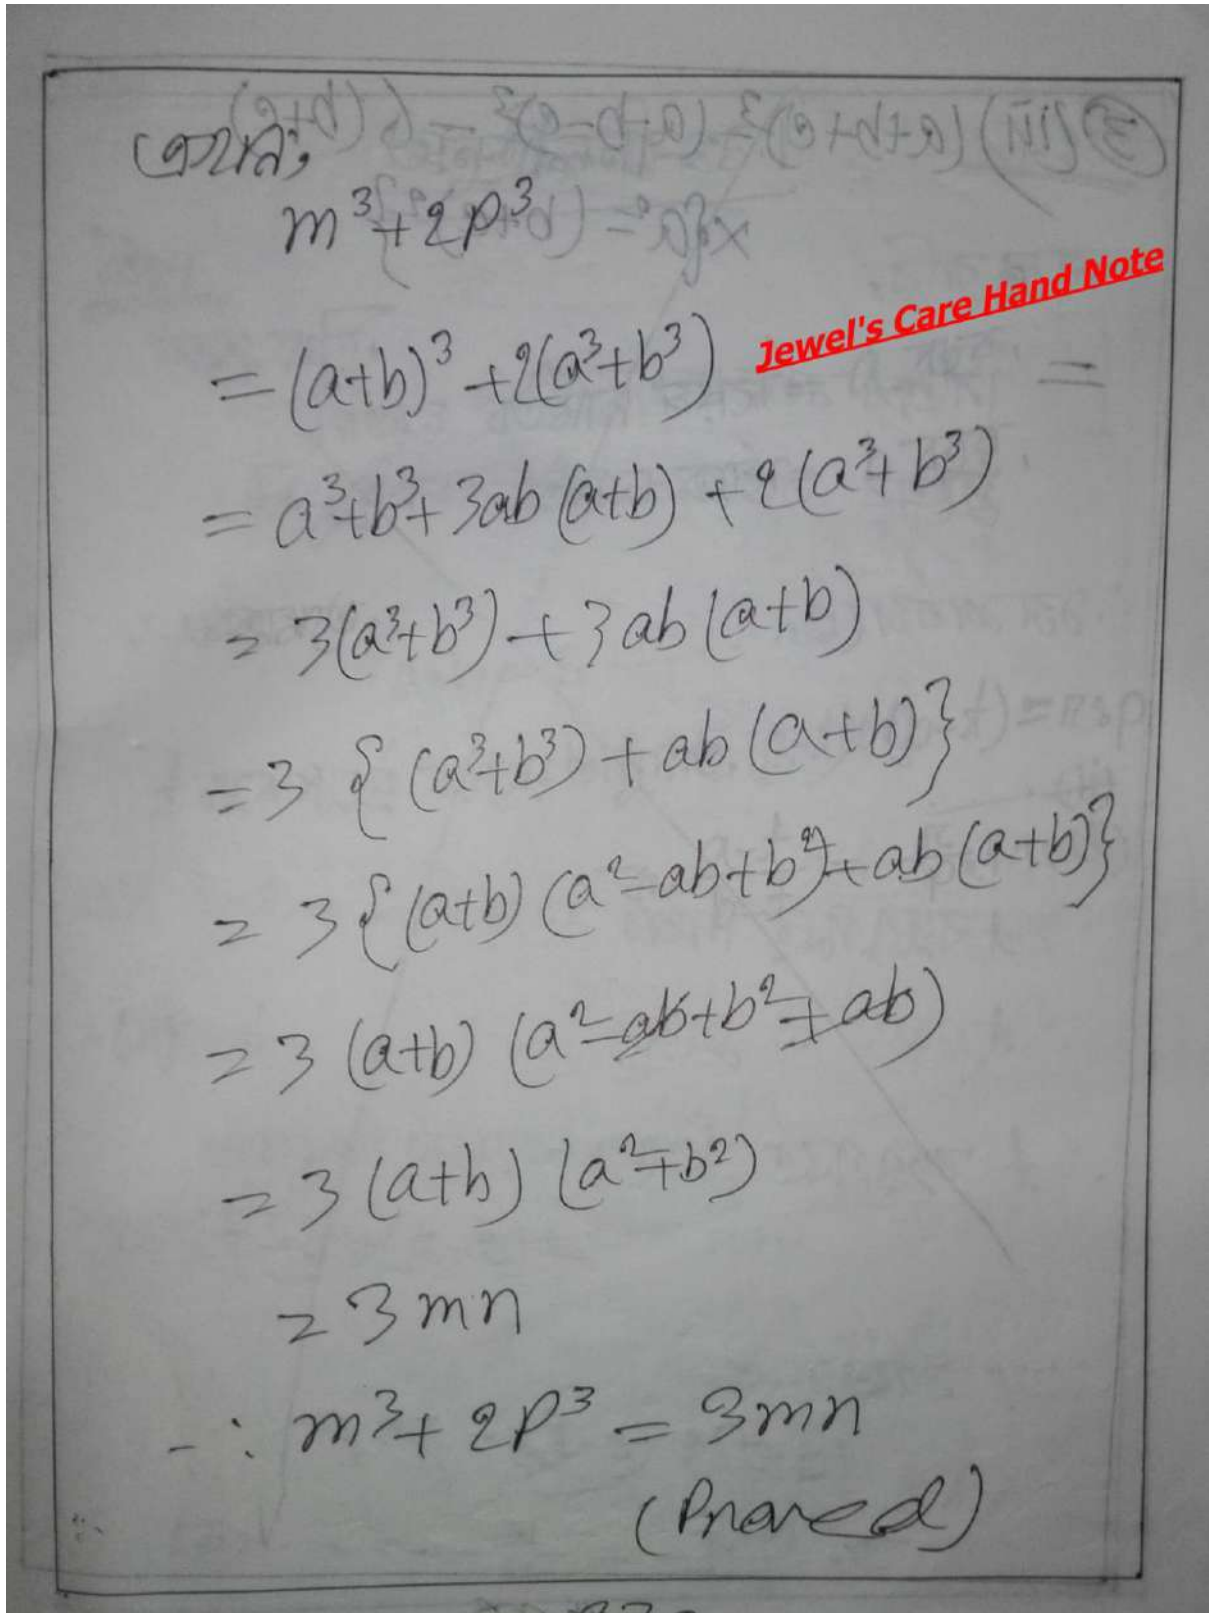 এখন,
m³+2p³
Jewel's Care Hand Note
=(a+b)³+2(a³+b³)
=a³+b³+3ab(a+b)+2(a³+b³)
=3(a³+b³)+3ab(a+b)
=3{(a³+b³)+ab(a+b)}
=3{(a+b)(a²-ab+b²)+ab(a+b)}
=3(a+b)(a²-ab+b²+ab)
=3(a+b)(a²+b²)
=3mn
∴ m³+2p³=3mn
(Proved)